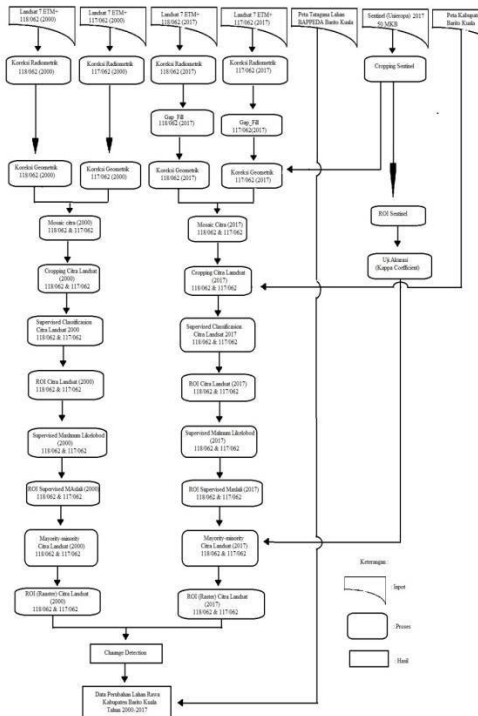 Landsat 7 ETM+
118/062 (2000)
Landsat 7 ETM+
117/062 (2000)
Landsat 7 ETM+
118/062 (2017)
Landsat 7 ETM+
117/062 (2017)
Peta Tataguna Lahan
BAPPEDA Barito Kuala
2017
50 MKB
Peta Kabupaten
Barito Kuala
Koreksi Radiometrik
118/062 (2000)
Koreksi Radiometrik
117/062 (2000)
Koreksi Radiometrik
118/062 (2017)
Koreksi Radiometrik
117/062 (2017)
Cropping Sentinel
Gap_Fill
118/062 (2017)
Gap_Fill
117/062(2017)
Koreksi Geometrik
118/062 (2000)
Koreksi Geometrik
117/062 (2000)
Koreksi Geometrik
118/062 (2017)
Koreksi Geometrik
117/062 (2017)
ROI Sentinel
Mosaic citra (2000)
118/062 & 117/062
Mosaic Citra (2017)
118/062 & 117/062
Uji Akurasi
(Kappa Coefficient)
Cropping Citra Landsat
(2000)
118/062 & 117/062
Cropping Citra Landsat
(2017)
118/062 & 117/062
Supervised Classification
Citra Landsat 2000
118/062 & 117/062
Supervised Classification
Citra Landsat 2017
118/062 & 117/062
ROI Citra Landsat (2000)
118/062 & 117/062
ROI Citra Landsat (2017)
118/062 & 117/062
Supervised Maximum
(2000)
118/062 & 117/062
Supervised
(2017)
118/062 & 117/062
ROI Supervised (2000)
118/062 & 117/062
ROI Supervised (2017)
118/062 & 117/062
Mayority-minority
Citra Landsat (2000)
118/062 & 117/062
Mayority-minority
Citra Landsat (2017)
118/062 & 117/062
Keterangan :
: Input
ROI Citra Landsat
(2000)
118/062 & 117/062
ROI (Raster) Citra Landsat
(2017)
118/062 & 117/062
: Proses
: Hasil
Detection
Data Perubahan Lahan Rawa
Kabupaten Barito Kuala
Tahun 2000-2017